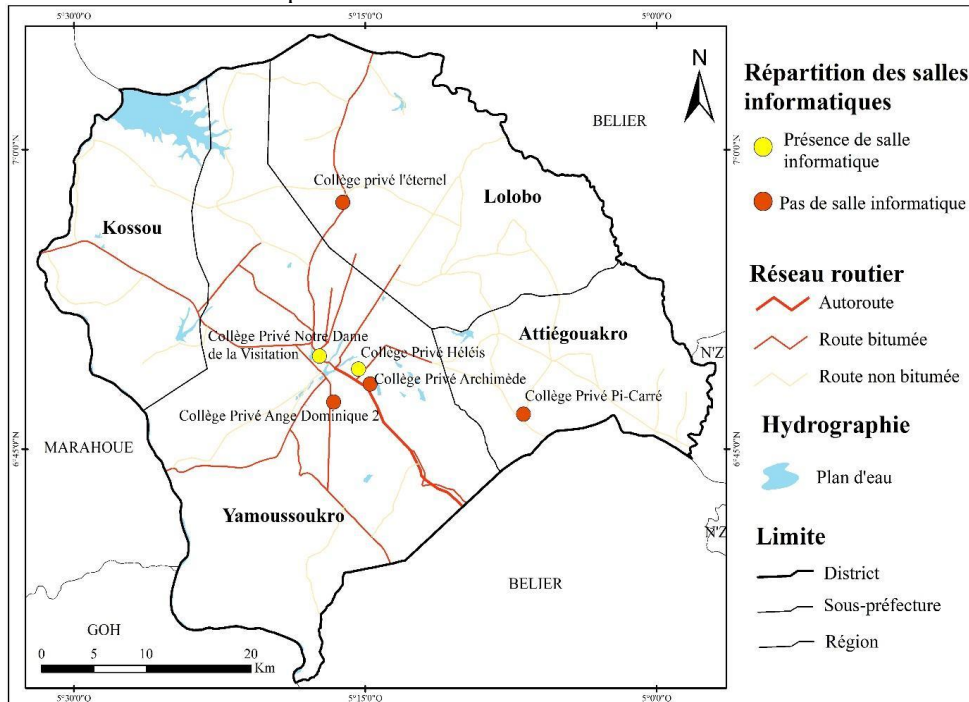 5°30'0"O
5°15'0"O
5°0'0"O
N
BELIER
7°0'0"N
7°0'0"N
Collège privé l'éternel
Lolobo
Kossou
Attiégouakro
Collège Privé Notre Dame
de la Visitation
Collège Privé Héléis
Collège Privé Archimède
Collège Privé Pi-Carré
Collège Privé Ange Dominique 2
N'Z
MARAHOUE
6°45'0"N
6°45'0"N
Yamoussoukro
N'Z
BELIER
GOH
0 5 10 20
Km
5°30'0"O
5°15'0"O
5°0'0"O
Répartition des salles
informatiques
Présence de salle
informatique
Pas de salle informatique
Réseau routier
Autoroute
Route bitumée
Route non bitumée
Hydrographie
Plan d'eau
Limite
District
Sous-préfecture
Région